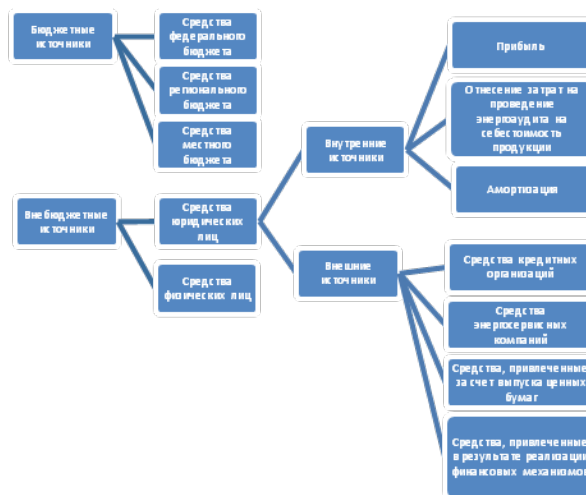 Бюджетные
источники
Средства
федерального
бюджета
Средства
регионального
бюджета
Средства
местного
бюджета
Внебюджетные
источники
Средства
юридических
лиц
Средства
физических лиц
Внутренние
источники
Внешние
источники
Прибыль
Отнесение затрат на
проведение
энергоаудита на
себестоимость
продукции
Амортизация
Средства кредитных
организаций
Средства
энергосервисных
компаний
Средства, привлеченные
за счет выпуска ценных
бумаг
Средства, привлеченные
в результате реализации
финансовых механизмов